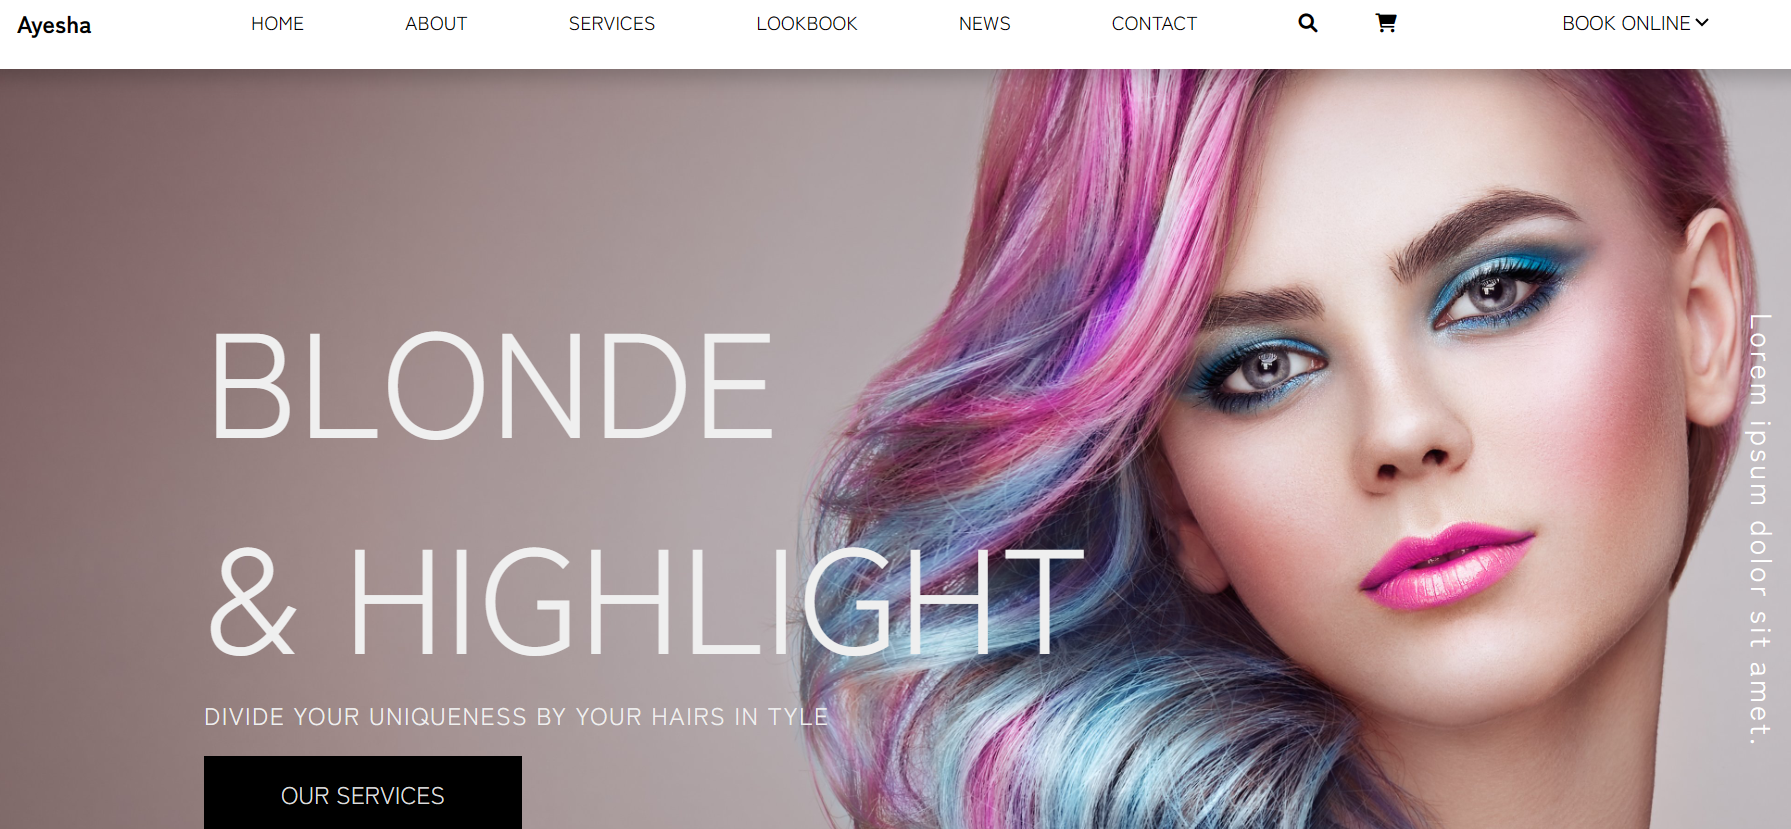 Ayesha
HOME
ABOUT
SERVICES
LOOKBOOK
NEWS
CONTACT
BOOK ONLINE
BLONDE
& HIGHLIGHT
DIVIDE YOUR UNIQUENESS BY YOUR HAIRS IN TYLE
OUR SERVICES
Lorem ipsum dolor sit amet.